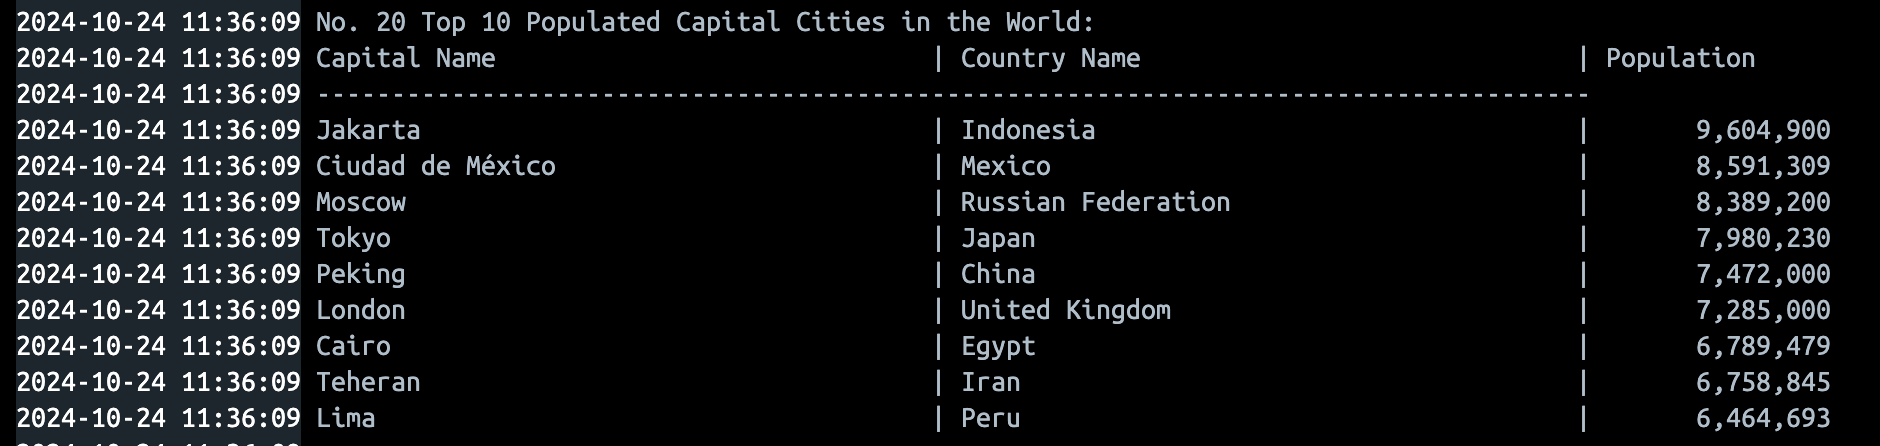 2024-10-24 11:36:09 No. 20 Top 10 Populated Capital Cities in the World:
2024-10-24 11:36:09 Capital Name | Country Name | Population
2024-10-24 11:36:09 -------------------------------------------------------------------------------------
2024-10-24 11:36:09 Jakarta | Indonesia | 9,604,900
2024-10-24 11:36:09 Ciudad de México | Mexico | 8,591,309
2024-10-24 11:36:09 Moscow | Russian Federation | 8,389,200
2024-10-24 11:36:09 Tokyo | Japan | 7,980,230
2024-10-24 11:36:09 Peking | China | 7,472,000
2024-10-24 11:36:09 London | United Kingdom | 7,285,000
2024-10-24 11:36:09 Cairo | Egypt | 6,789,479
2024-10-24 11:36:09 Teheran | Iran | 6,758,845
2024-10-24 11:36:09 Lima | Peru | 6,464,693